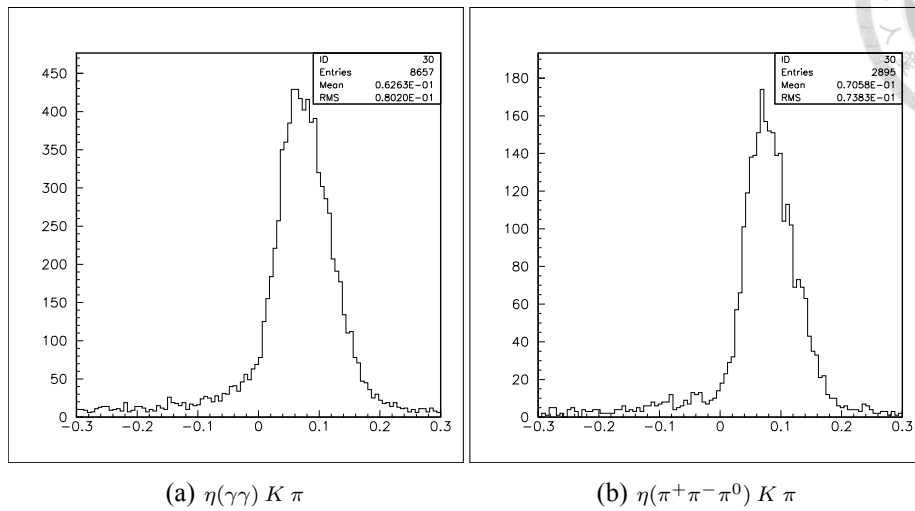 ID 30
Entries 8657
Mean 0.6263E-01
RMS 0.8020E-01
450
400
350
300
250
200
150
100
50
0
−0.3 −0.2 −0.1 0 0.1 0.2 0.3
(a) η(γγ) K π
ID 30
Entries 2895
Mean 0.7058E-01
RMS 0.7383E-01
180
160
140
120
100
80
60
40
20
0
−0.3 −0.2 −0.1 0 0.1 0.2 0.3
(b) η(π⁺π⁻π⁰) K π